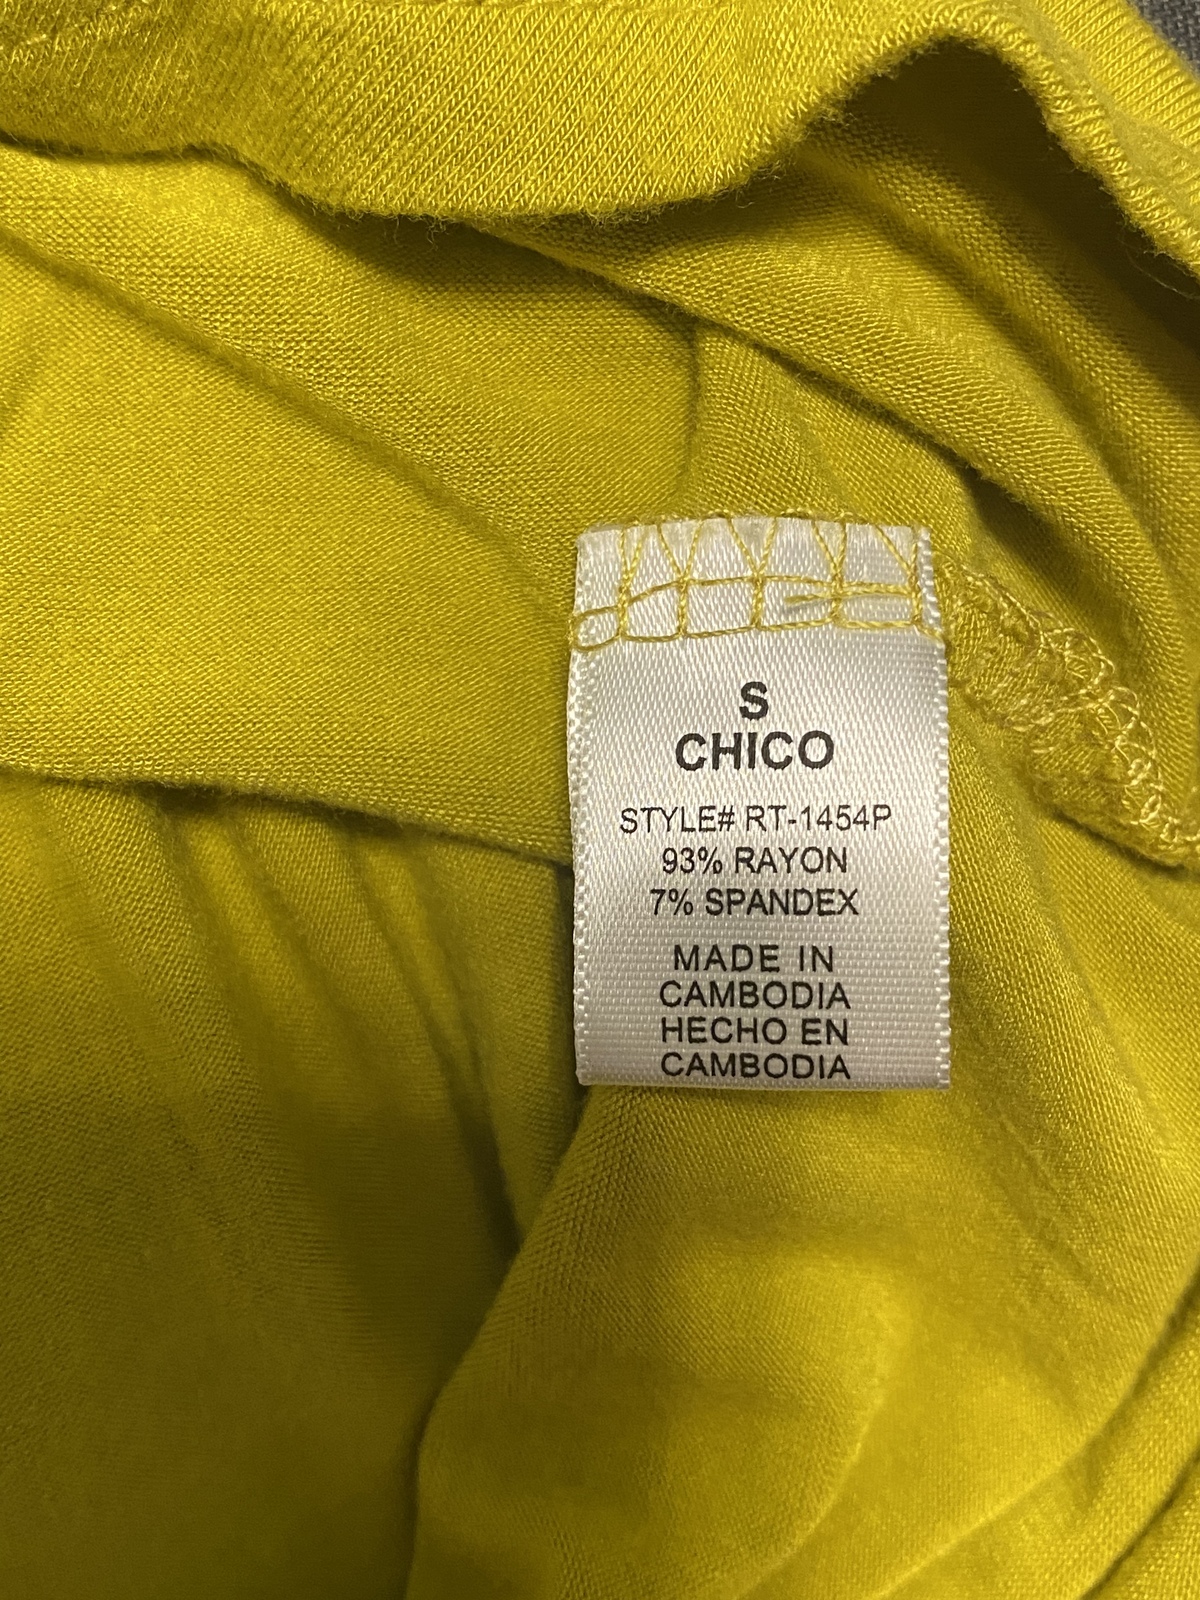 S
CHICO
STYLE# RT-1454P
93% RAYON
7% SPANDEX
MADE IN
CAMBODIA
HECHO EN
CAMBODIA